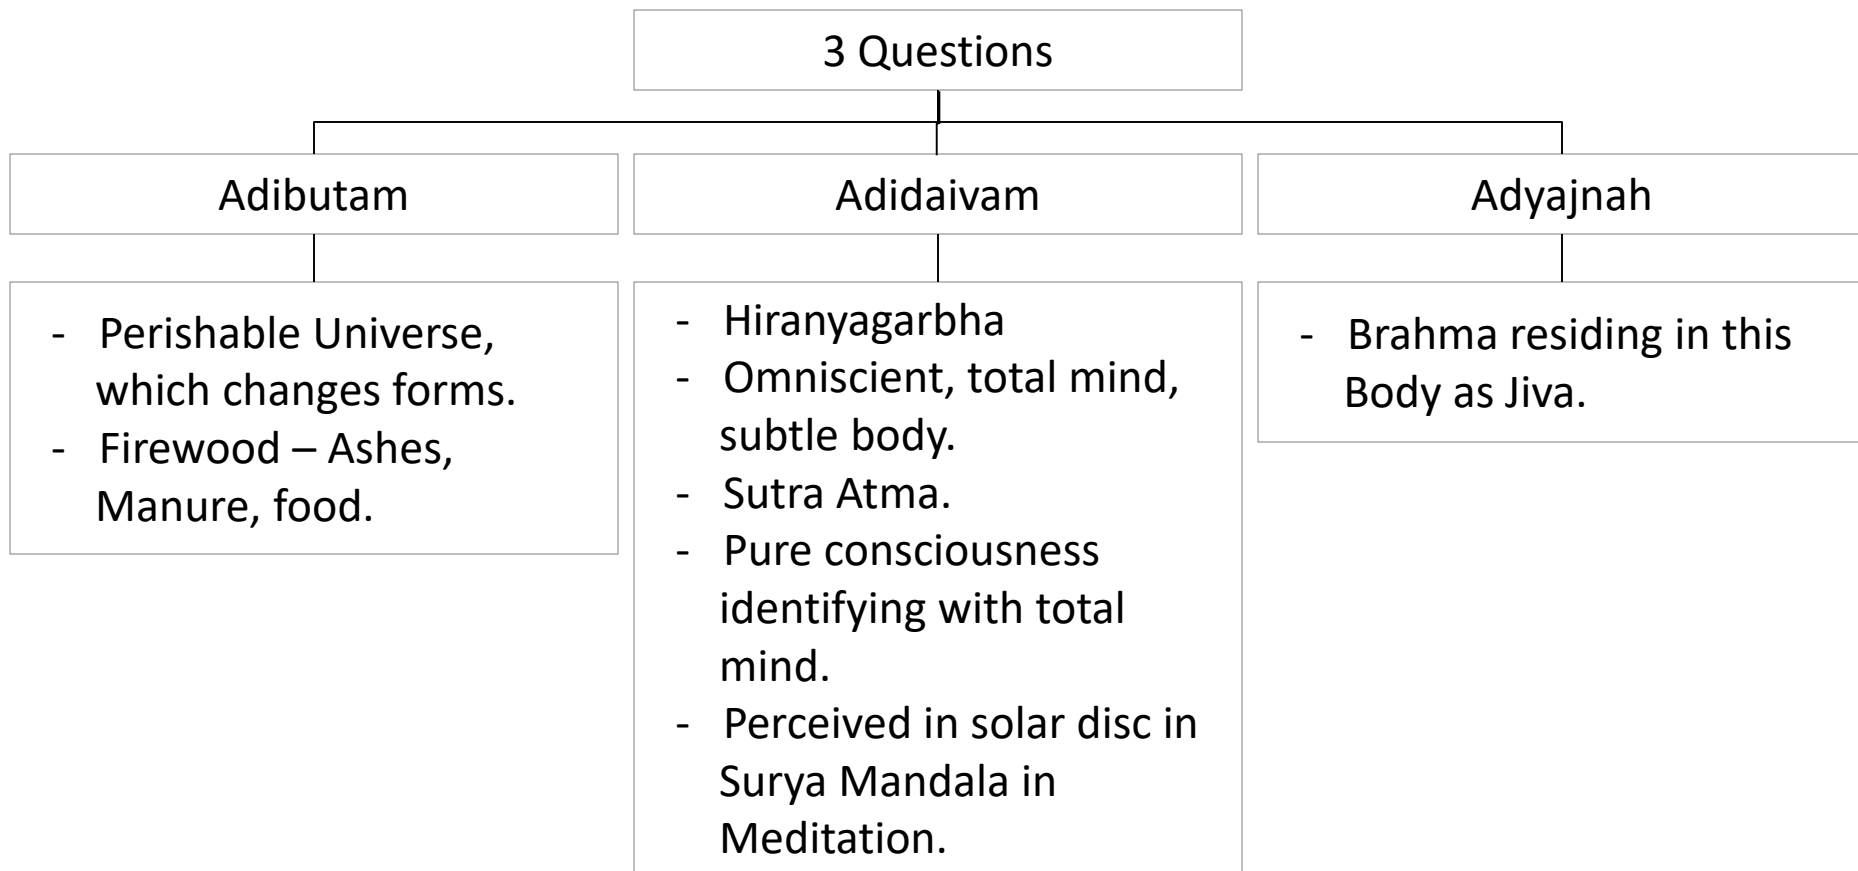 3 Questions
Adibutam
Adidaivam
Adyajnah
- Perishable Universe,
which changes forms.
- Firewood – Ashes,
Manure, food.
- Hiranyagarbha
- Omniscient, total mind,
subtle body.
- Sutra Atma.
- Pure consciousness
identifying with total
mind.
- Perceived in solar disc in
Surya Mandala in
Meditation.
- Brahma residing in this
Body as Jiva.